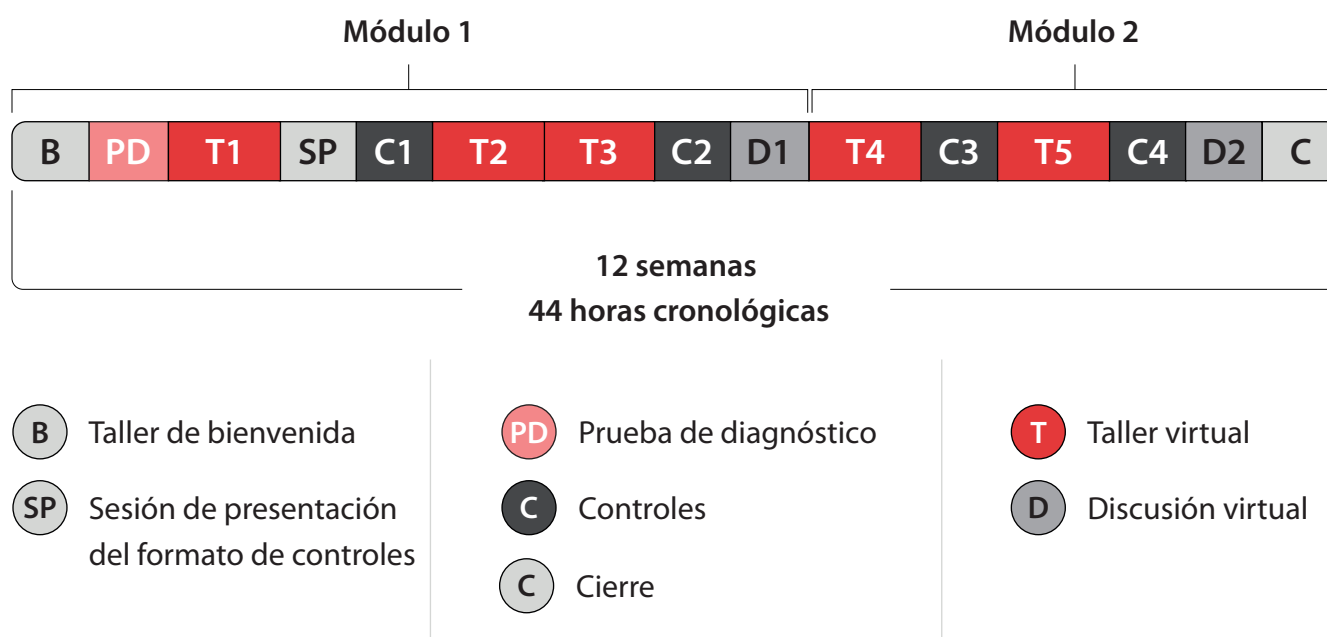 Módulo 1 Módulo 2
B PD T1 SP C1 T2 T3 C2 D1 T4 C3 T5 C4 D2 C
12 semanas
44 horas cronológicas
B Taller de bienvenida
SP Sesión de presentación
del formato de controles
PD Prueba de diagnóstico
C Controles
C Cierre
T Taller virtual
D Discusión virtual